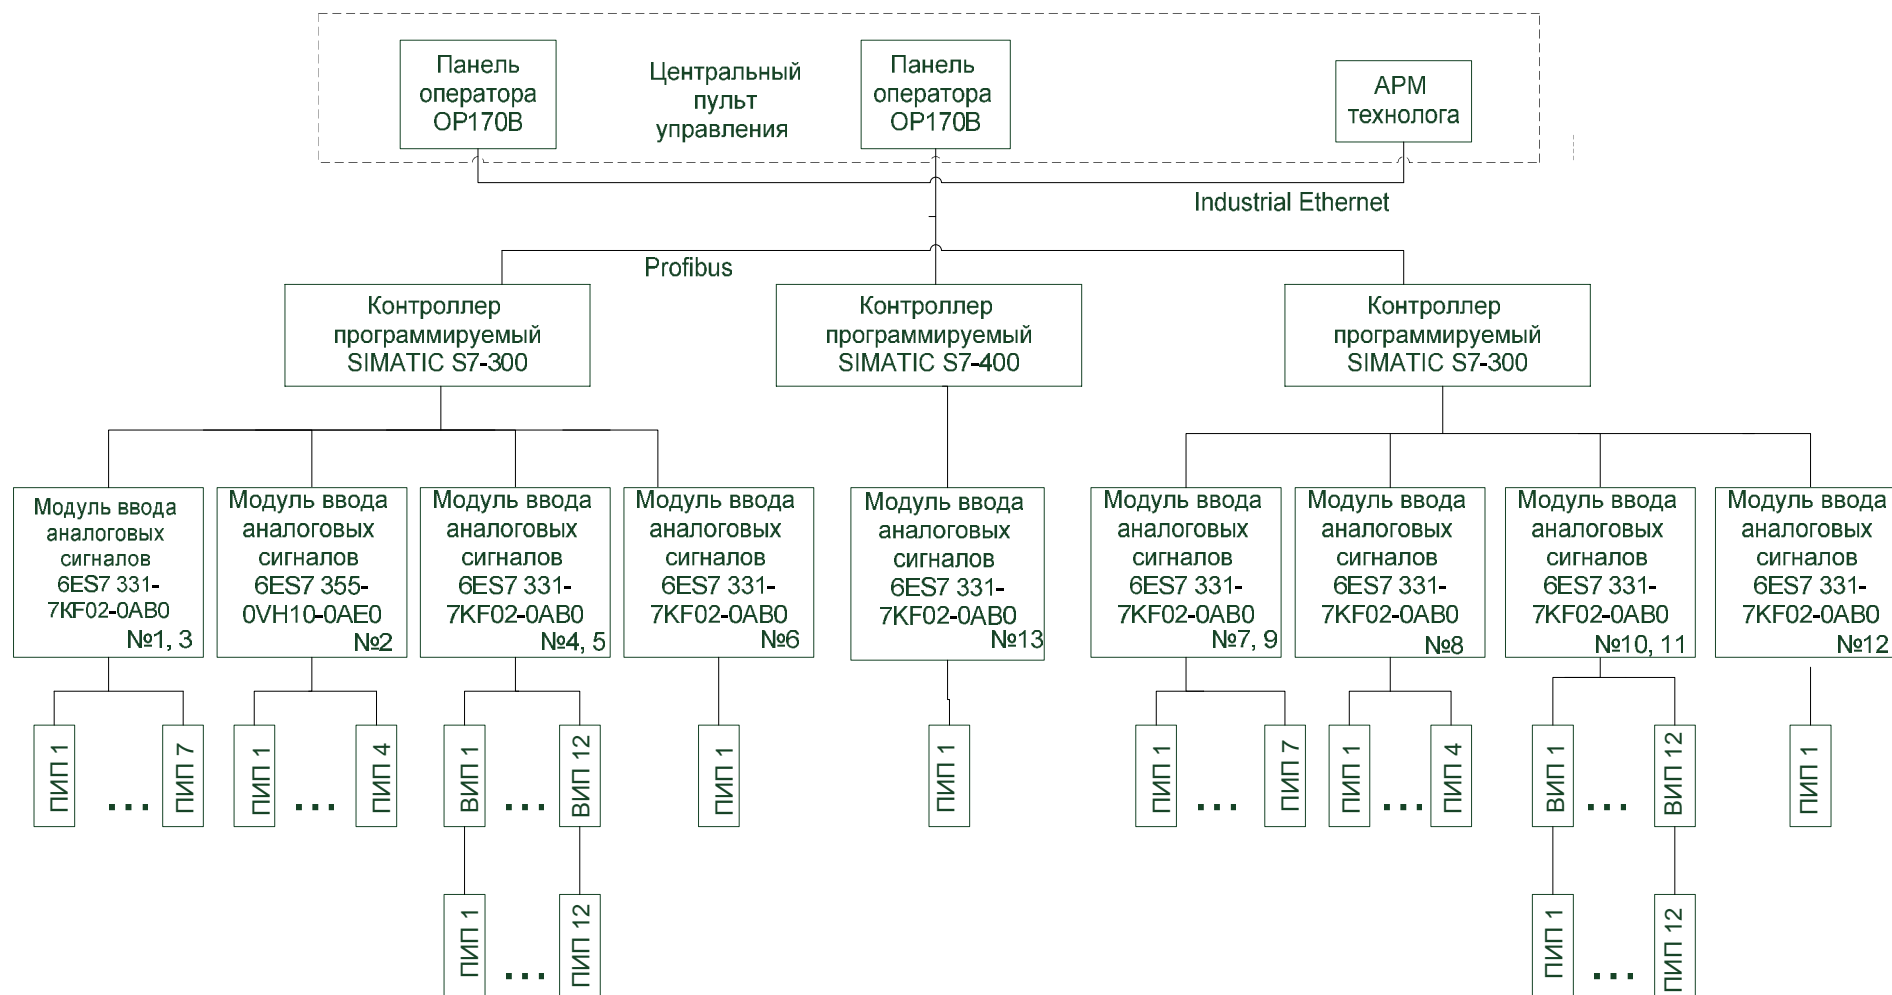 Панель
оператора
OP170B
Центральный
пульт
управления
Панель
оператора
OP170B
АРМ
технолога
Industrial Ethernet
Profibus
Контроллер
программируемый
SIMATIC S7-300
Контроллер
программируемый
SIMATIC S7-400
Контроллер
программируемый
SIMATIC S7-300
Модуль ввода
аналоговых
сигналов
6ES7 331-
7KF02-0AB0
№1, 3
Модуль ввода
аналоговых
сигналов
6ES7 355-
0VH10-0AE0
№2
Модуль ввода
аналоговых
сигналов
6ES7 331-
7KF02-0AB0
№4, 5
Модуль ввода
аналоговых
сигналов
6ES7 331-
7KF02-0AB0
№6
Модуль ввода
аналоговых
сигналов
6ES7 331-
7KF02-0AB0
№13
Модуль ввода
аналоговых
сигналов
6ES7 331-
7KF02-0AB0
№7, 9
Модуль ввода
аналоговых
сигналов
6ES7 331-
7KF02-0AB0
№8
Модуль ввода
аналоговых
сигналов
6ES7 331-
7KF02-0AB0
№10, 11
Модуль ввода
аналоговых
сигналов
6ES7 331-
7KF02-0AB0
№12
ПИП 1
...
ПИП 7
ПИП 1
...
ПИП 4
ВИП 1
...
ВИП 12
ПИП 1
ПИП 1
ПИП 1
...
ПИП 7
ПИП 1
...
ПИП 4
ВИП 1
...
ВИП 12
ПИП 1
ПИП 1
...
ПИП 12
ПИП 1
...
ПИП 12